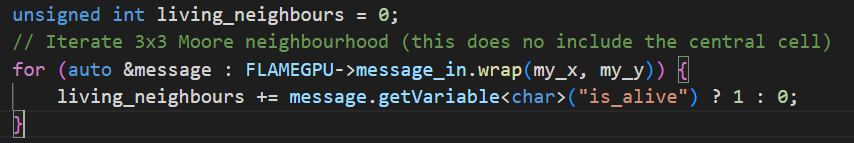 unsigned int living_neighbours = 0;
// Iterate 3x3 Moore neighbourhood (this does no include the central cell)
for (auto &message : FLAMEGPU->message_in.wrap(my_x, my_y)) {
    living_neighbours += message.getVariable<char>("is_alive") ? 1 : 0;
}